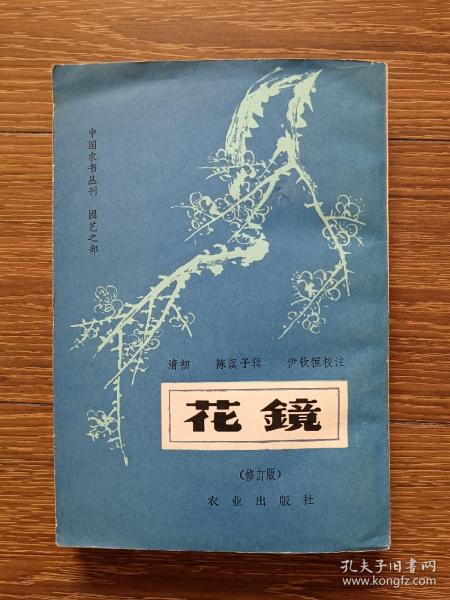 中国农书丛刊 园艺之部
清初 陈淏子辑 伊钦恒校注
花鏡
(修訂版)
农业出版社
孔夫子旧书网
www.kongfz.com